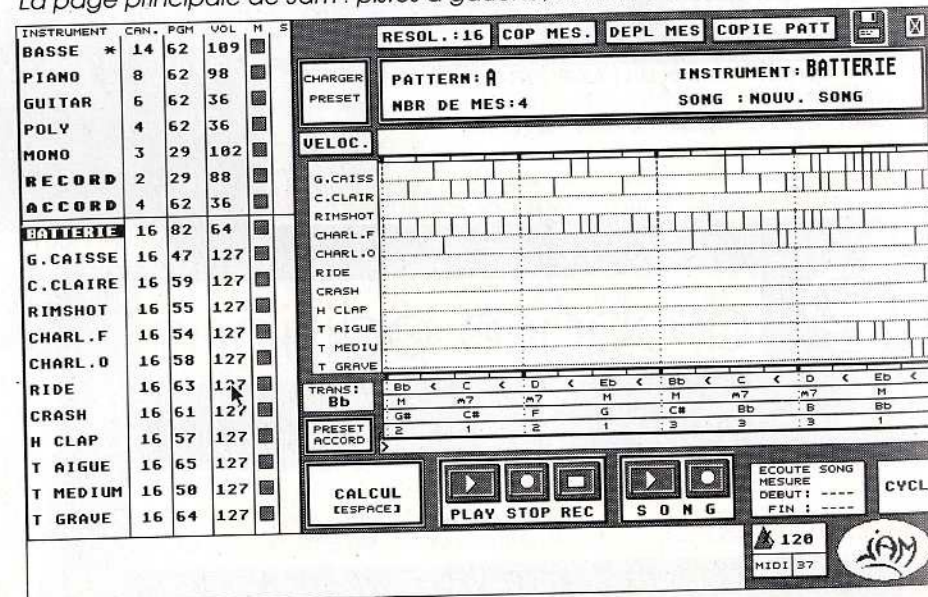 La page principale de Jam : pistes à gauche,
INSTRUMENT CAN. PGM VOL M S
BASSE * 14 62 109
PIANO 8 62 98
GUITAR 6 62 36
POLY 4 62 36
MONO 3 29 102
RECORD 2 29 88
ACCORD 4 62 36
BATTERIE 16 82 64
G.CAISSE 16 47 127
C.CLAIRE 16 59 127
RIMSHOT 16 55 127
CHARL.F 16 54 127
CHARL.O 16 58 127
RIDE 16 63 127
CRASH 16 61 127
H CLAP 16 57 127
T AIGUE 16 65 127
T MEDIUM 16 50 127
T GRAVE 16 64 127
RESOL.:16 COP MES. DEPL MES COPIE PATT
CHARGER PRESET
PATTERN: A INSTRUMENT: BATTERIE
NBR DE MES:4 SONG : NOUV. SONG
VELOC.
G.CAISS
C.CLAIR
RIMSHOT
CHARL.F
CHARL.O
RIDE
CRASH
H CLAP
T AIGUE
T MEDIU
T GRAVE
TRANS: Bb
Bb < C < D < Eb < Bb < C < D < Eb <
M m7 m7 M M m7 m7 M
G# C# F G C# Bb B Bb
2 1 2 1 3 3 3 1
PRESET ACCORD
>
CALCUL
[ESPACE]
PLAY STOP REC
SONG
ECOUTE SONG
MESURE
DEBUT: ----
FIN : ----
CYCL
120
MIDI 37
JAM